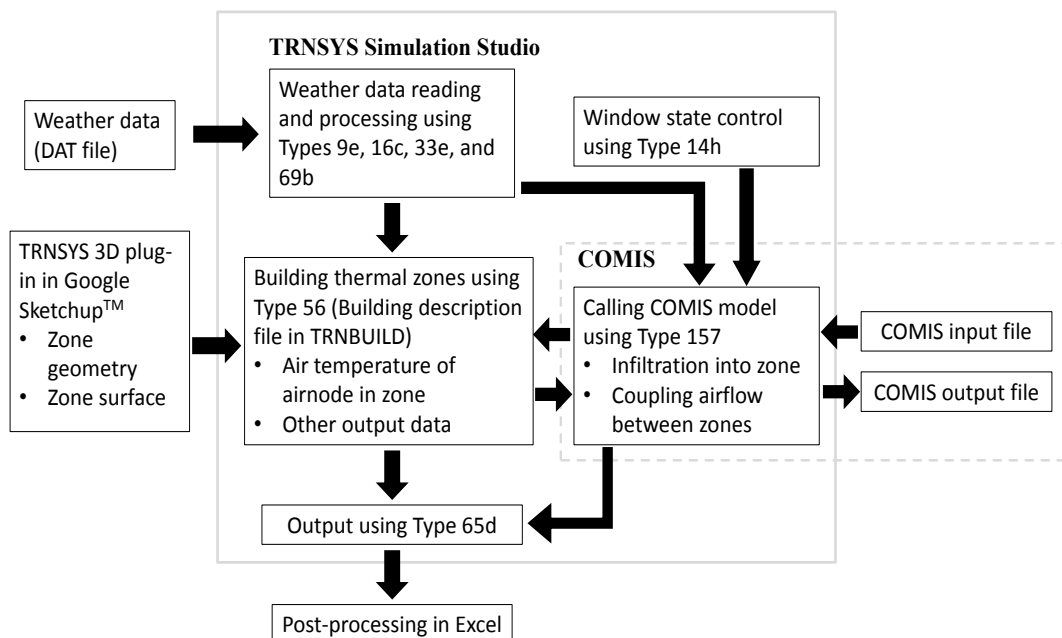 TRNSYS Simulation Studio
Weather data
(DAT file)
Weather data reading
and processing using
Types 9e, 16c, 33e, and
69b
Window state control
using Type 14h
TRNSYS 3D plug-
in in Google
Sketchup™
• Zone
geometry
• Zone surface
Building thermal zones using
Type 56 (Building description
file in TRNBUILD)
• Air temperature of
airnode in zone
• Other output data
COMIS
Calling COMIS model
using Type 157
• Infiltration into zone
• Coupling airflow
between zones
COMIS input file
COMIS output file
Output using Type 65d
Post-processing in Excel